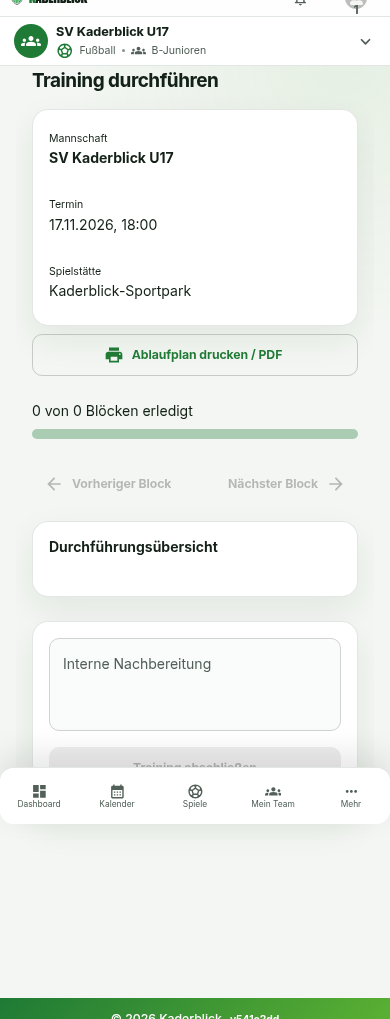 SV Kaderblick U17
Fußball • B-Junioren
Training durchführen
Mannschaft
SV Kaderblick U17
Termin
17.11.2026, 18:00
Spielstätte
Kaderblick-Sportpark
Ablaufplan drucken / PDF
0 von 0 Blöcken erledigt
Vorheriger Block
Nächster Block
Durchführungsübersicht
Interne Nachbereitung
Training abschließen
Dashboard
Kalender
Spiele
Mein Team
Mehr
© 2026 Kaderblick